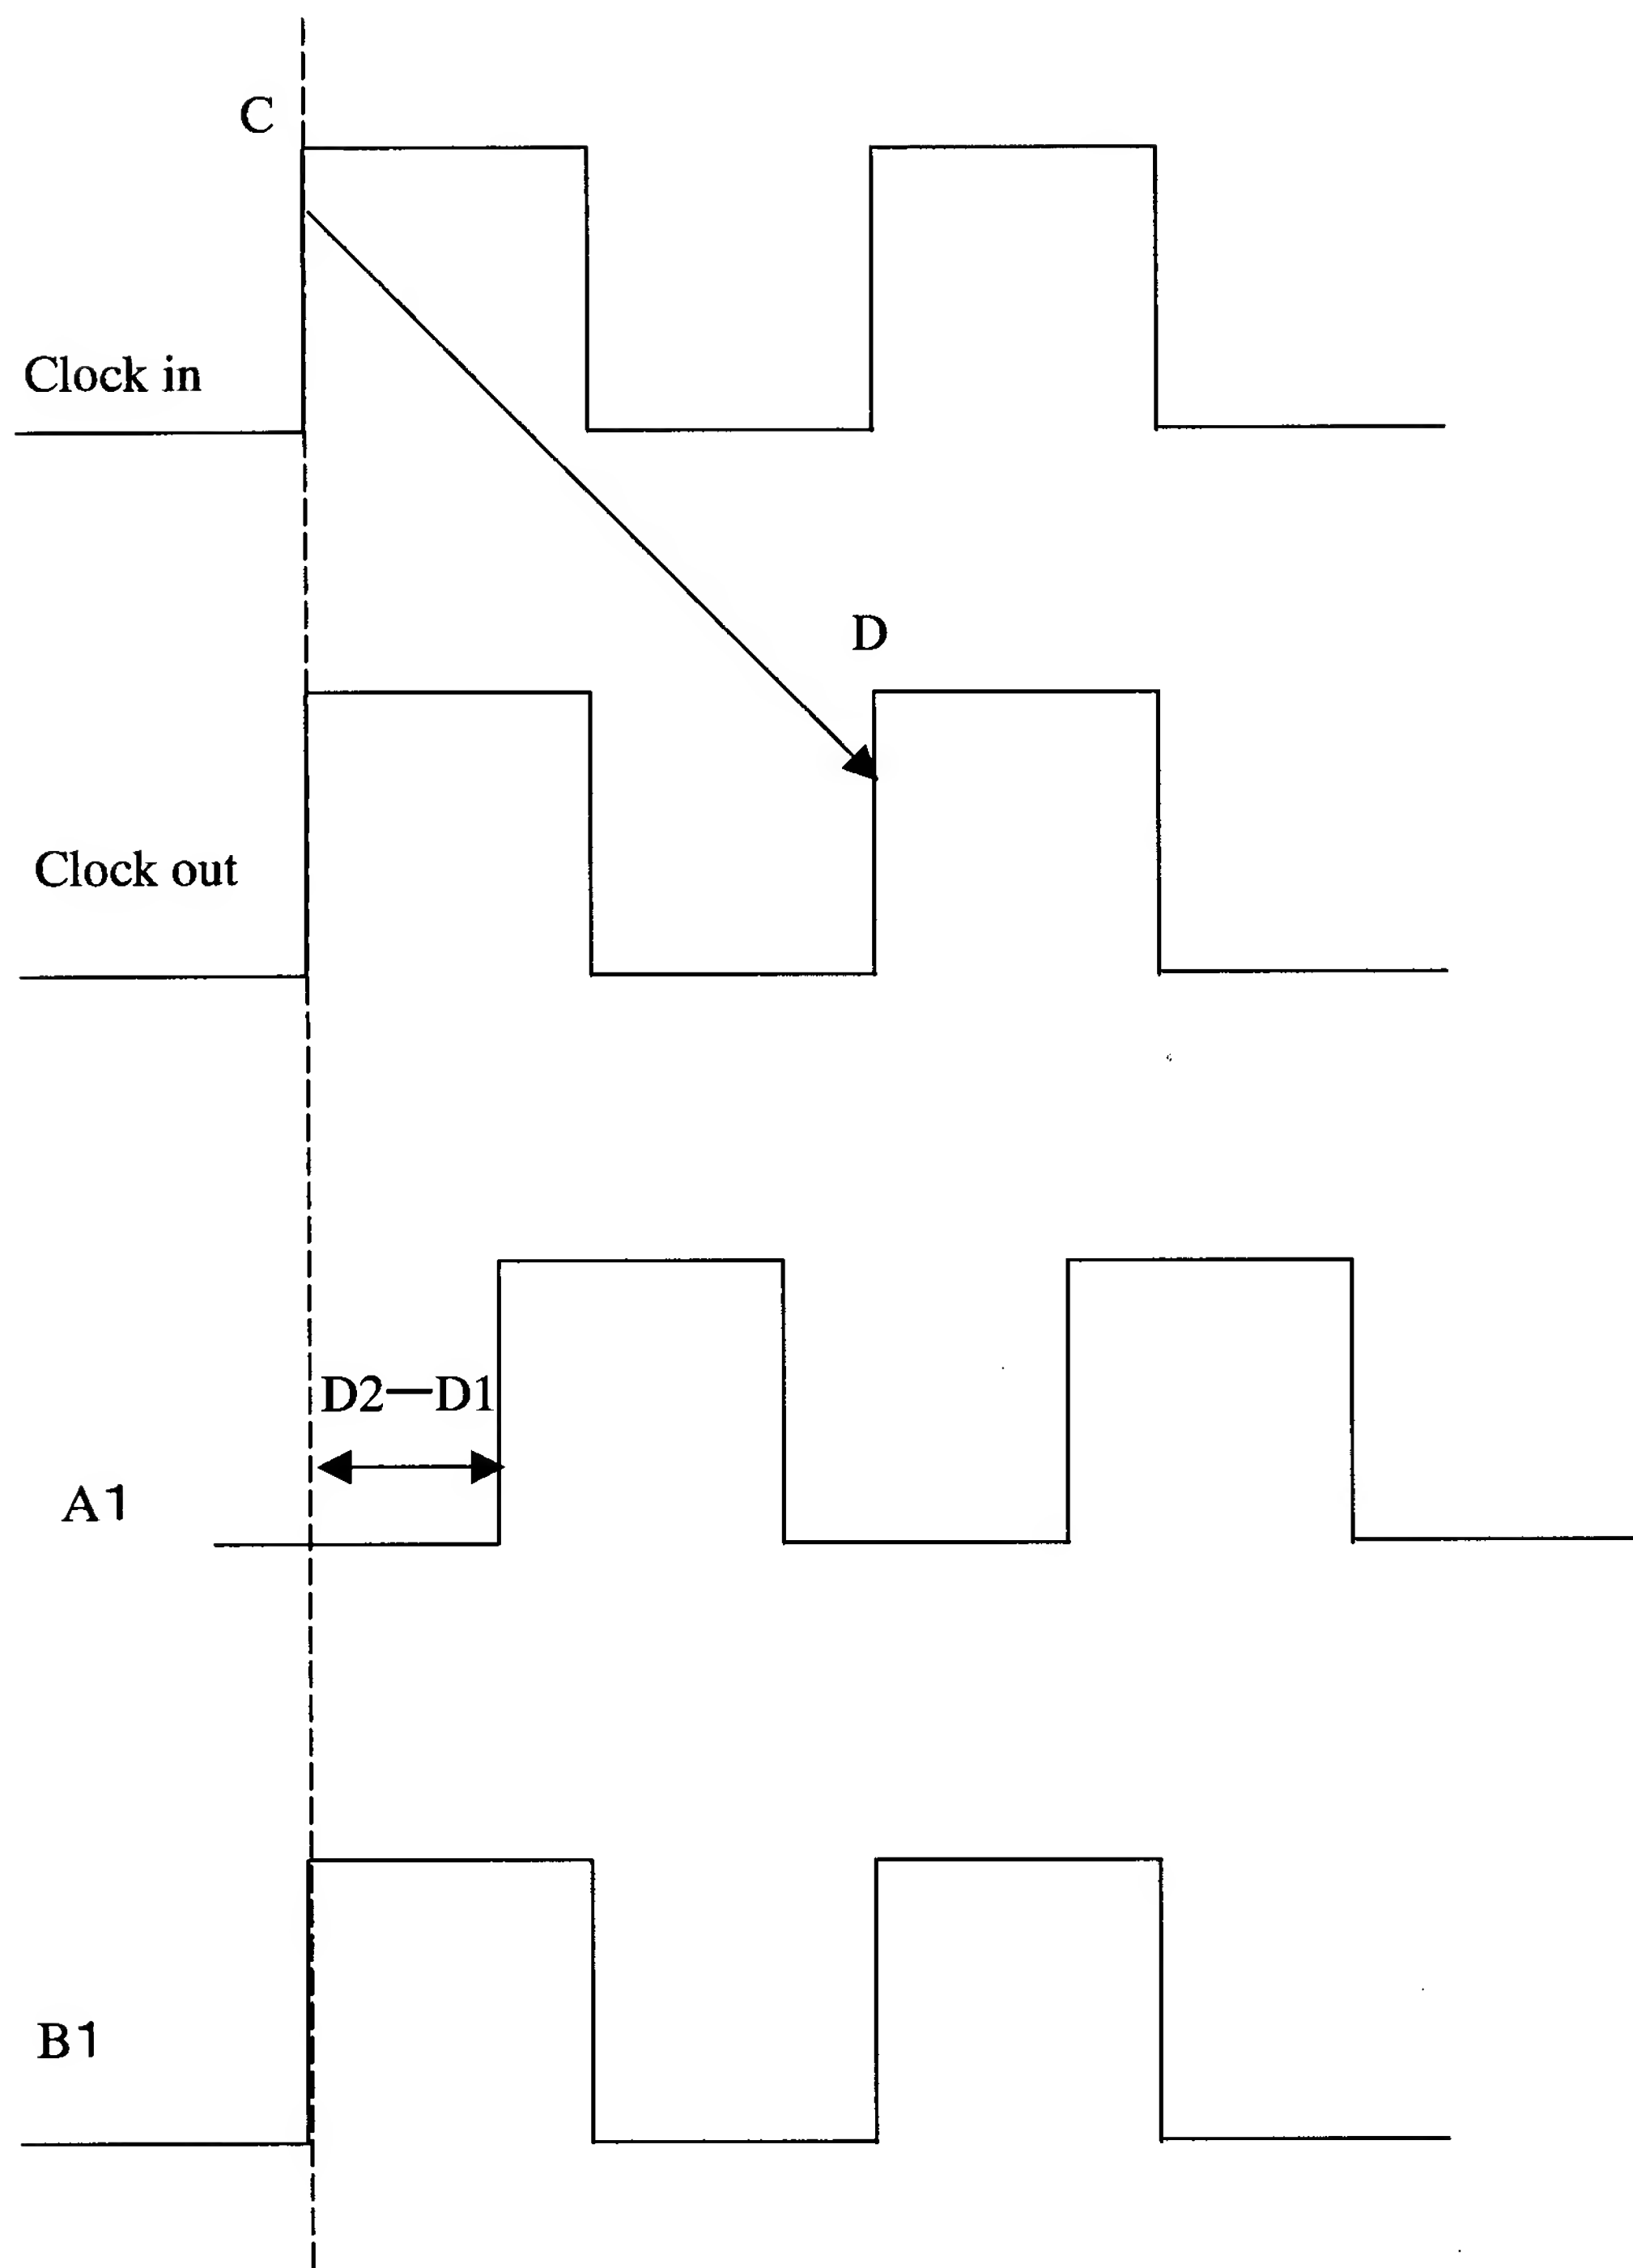 C
Clock in
D
Clock out
D2—D1
A1
B1